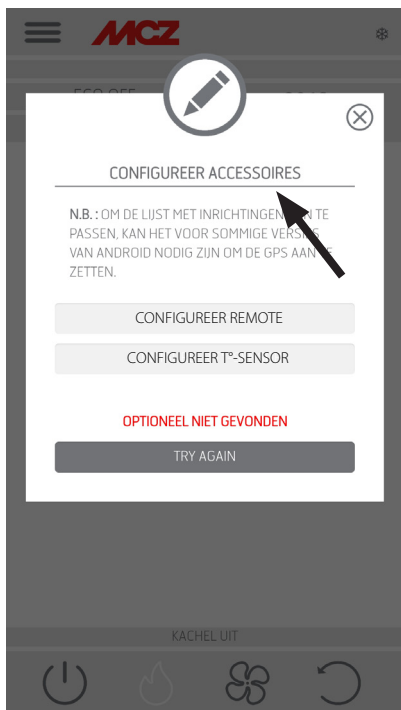 MCZ
CONFIGUREER ACCESSOIRES
N.B. : OM DE LIJST MET INRICHTINGEN TE
PASSEN, KAN HET VOOR SOMMIGE
VAN ANDROID NODIG ZIJN OM DE GPS AAN
ZETTEN.
CONFIGUREER REMOTE
CONFIGUREER T°-SENSOR
OPTIONEEL NIET GEVONDEN
TRY AGAIN
KACHEL UIT